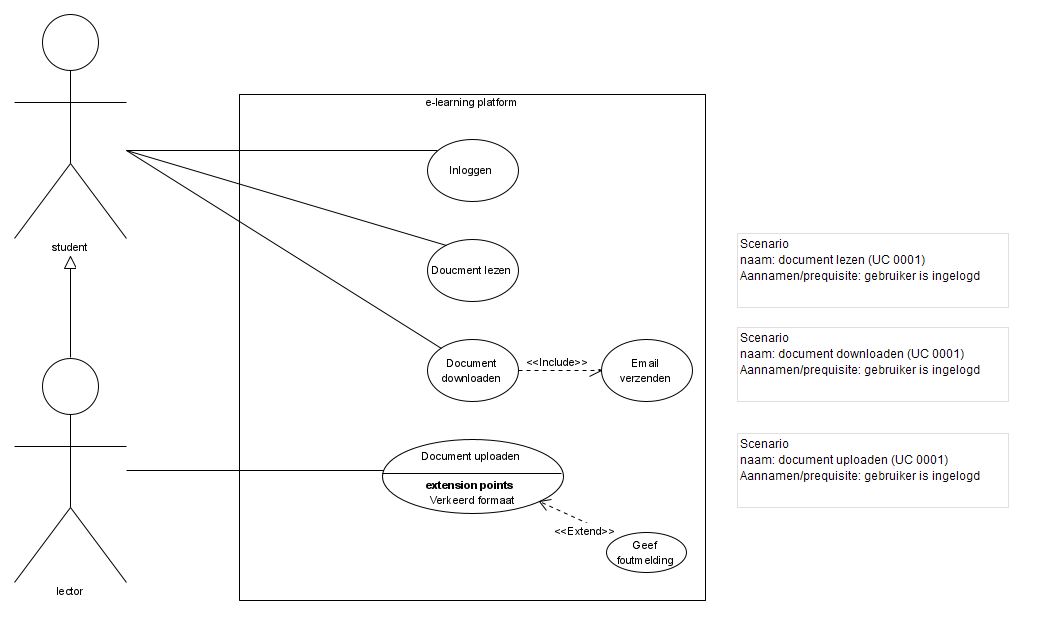 e-learning platform
Inloggen
student
Doucment lezen
Scenario
naam: document lezen (UC 0001)
Aannamen/prequisite: gebruiker is ingelogd
Document
downloaden
<<Include>>
Email
verzenden
Scenario
naam: document downloaden (UC 0001)
Aannamen/prequisite: gebruiker is ingelogd
Document uploaden
extension points
Verkeerd formaat
Scenario
naam: document uploaden (UC 0001)
Aannamen/prequisite: gebruiker is ingelogd
<<Extend>>
Geef
foutmelding
lector